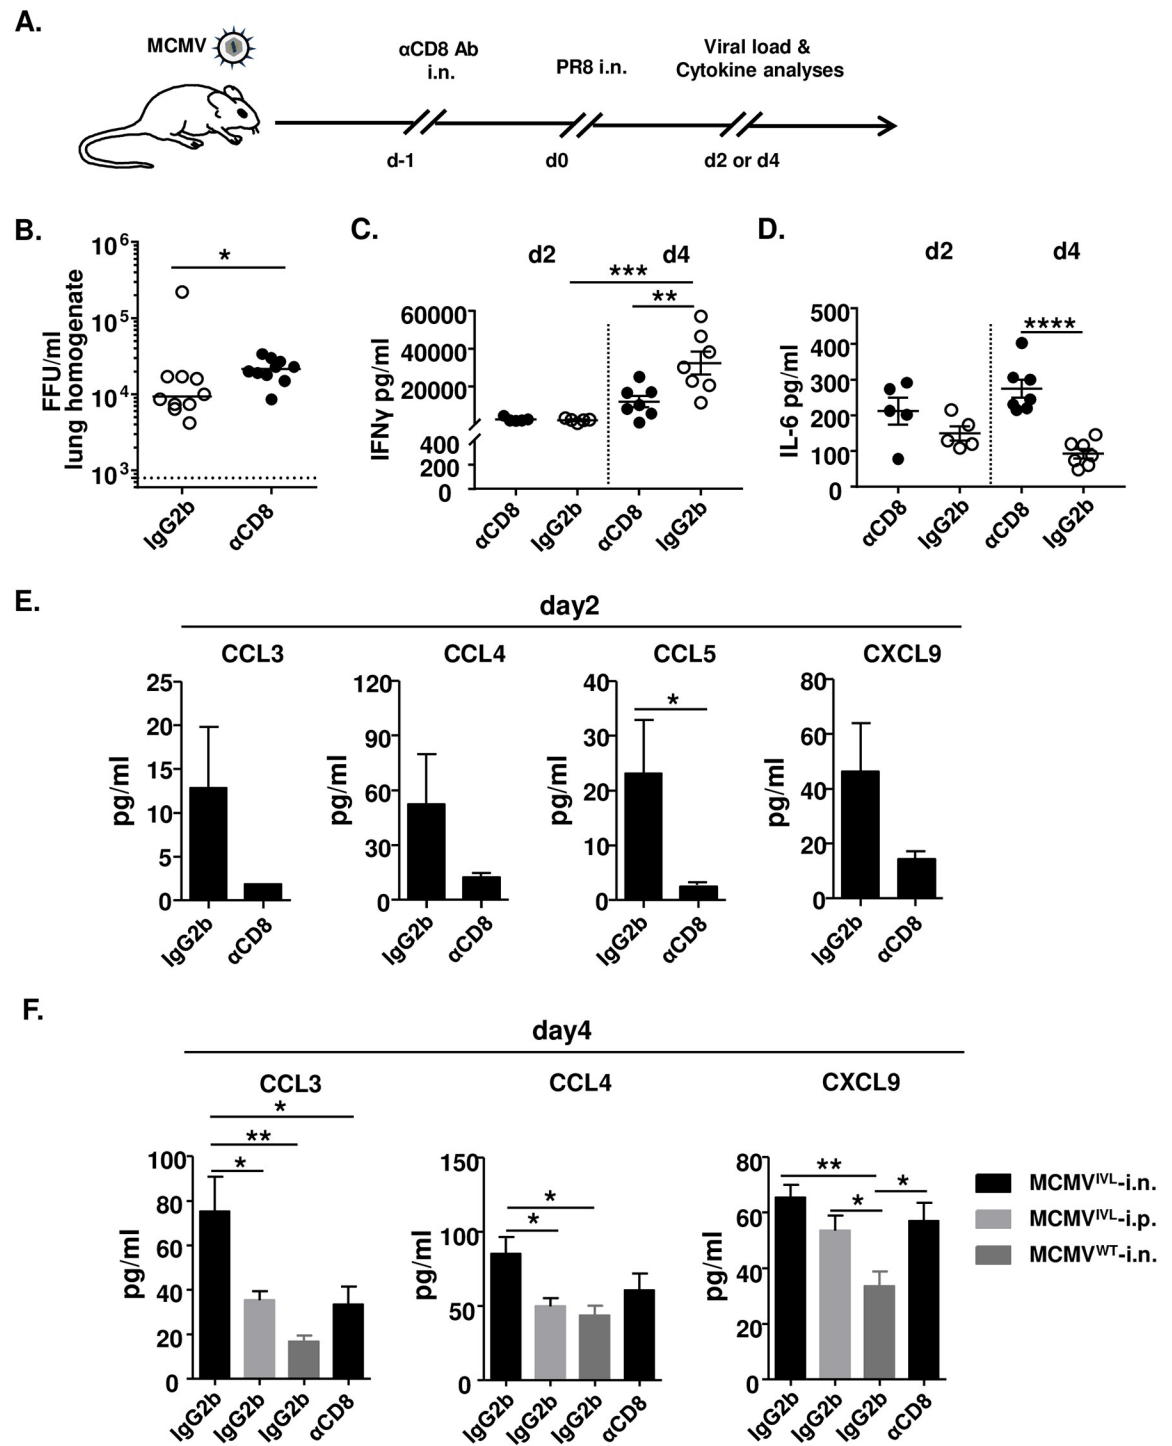 A.
MCMV
αCD8 Ab
i.n.
PR8 i.n.
Viral load &
Cytokine analyses
d-1
d0
d2 or d4
B.
FFU/ml
lung homogenate
10⁶
10⁵
10⁴
10³
*
IgG2b
αCD8
C.
d2
d4
***
**
IFNγ pg/ml
60000
40000
20000
400
200
0
αCD8
IgG2b
αCD8
IgG2b
D.
d2
d4
****
IL-6 pg/ml
500
400
300
200
100
0
αCD8
IgG2b
αCD8
IgG2b
E.
day2
CCL3
pg/ml
25
20
15
10
5
0
IgG2b
αCD8
CCL4
pg/ml
120
90
60
30
0
IgG2b
αCD8
CCL5
*
pg/ml
40
30
20
10
0
IgG2b
αCD8
CXCL9
pg/ml
80
60
40
20
0
IgG2b
αCD8
F.
day4
CCL3
*
**
*
pg/ml
100
80
60
40
20
0
IgG2b
IgG2b
IgG2b
αCD8
CCL4
*
*
pg/ml
150
100
50
0
IgG2b
IgG2b
IgG2b
αCD8
CXCL9
**
*
*
pg/ml
80
60
40
20
0
IgG2b
IgG2b
IgG2b
αCD8
MCMVᴵⱽᴸ-i.n.
MCMVᴵⱽᴸ-i.p.
MCMVᵂᵀ-i.n.